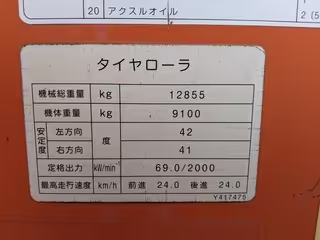 20 アクスルオイル
2 (5
タイヤローラ
機械総重量 kg 12855
機体重量 kg 9100
安定度 左方向 度 42
右方向 41
定格出力 kW/min⁻¹ 69.0/2000
最高走行速度 km/h 前進 24.0 後進 24.0
Y417470